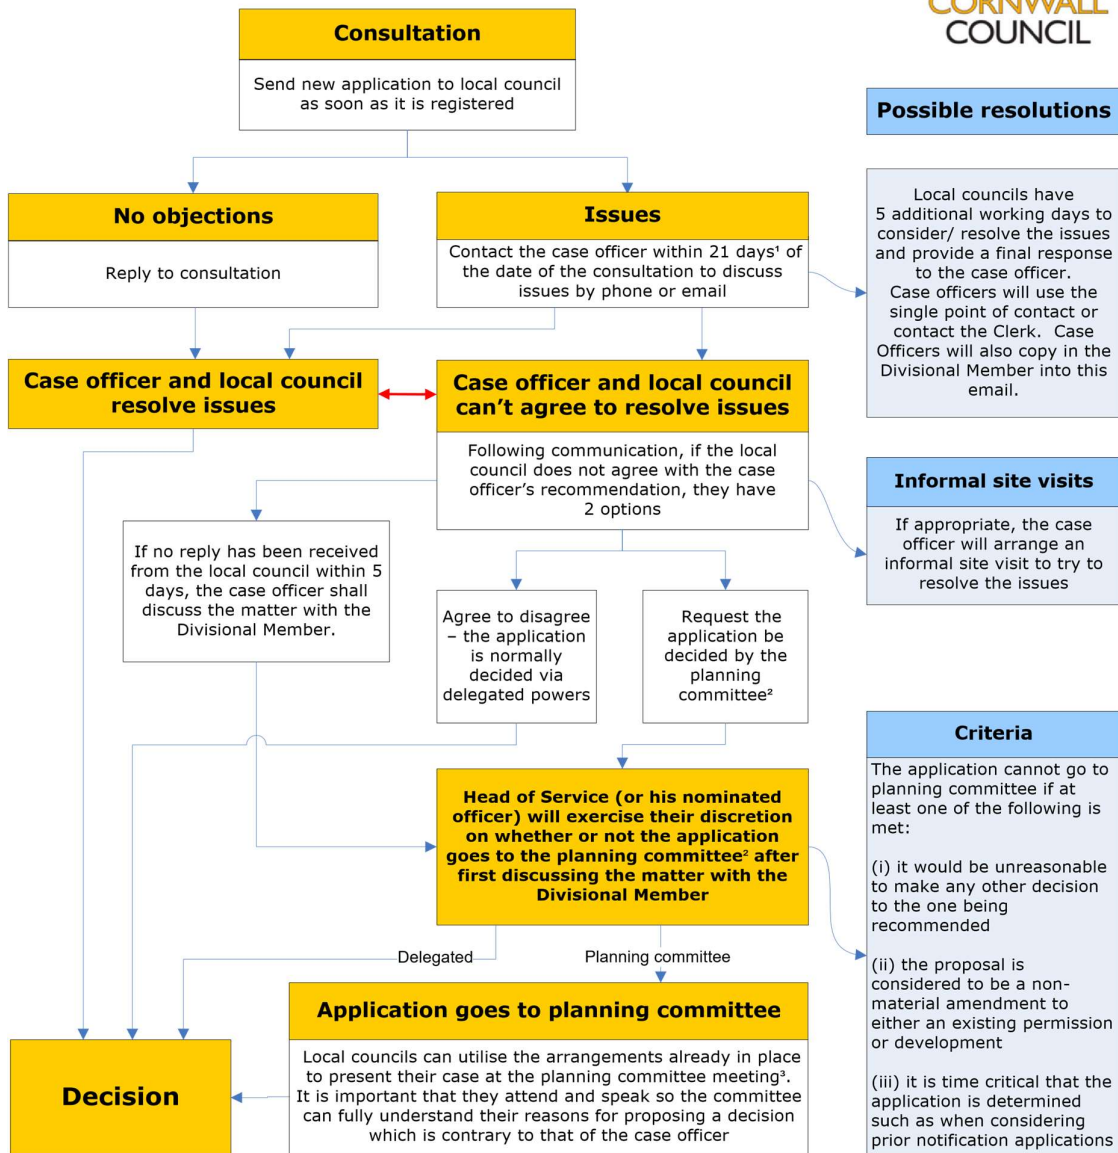 CORNWALL
COUNCIL
Consultation
Send new application to local council
as soon as it is registered
No objections
Reply to consultation
Issues
Contact the case officer within 21 days¹ of
the date of the consultation to discuss
issues by phone or email
Case officer and local council
resolve issues
Case officer and local council
can’t agree to resolve issues
Following communication, if the local
council does not agree with the case
officer’s recommendation, they have
2 options
If no reply has been received
from the local council within 5
days, the case officer shall
discuss the matter with the
Divisional Member.
Agree to disagree
– the application
is normally
decided via
delegated powers
Request the
application be
decided by the
planning
committee²
Head of Service (or his nominated
officer) will exercise their discretion
on whether or not the application
goes to the planning committee² after
first discussing the matter with the
Divisional Member
Delegated
Planning committee
Application goes to planning committee
Local councils can utilise the arrangements already in place
to present their case at the planning committee meeting³.
It is important that they attend and speak so the committee
can fully understand their reasons for proposing a decision
which is contrary to that of the case officer
Decision
Possible resolutions
Local councils have
5 additional working days to
consider/ resolve the issues
and provide a final response
to the case officer.
Case officers will use the
single point of contact or
contact the Clerk.  Case
Officers will also copy in the
Divisional Member into this
email.
Informal site visits
If appropriate, the case
officer will arrange an
informal site visit to try to
resolve the issues
Criteria
The application cannot go to
planning committee if at
least one of the following is
met:
(i) it would be unreasonable
to make any other decision
to the one being
recommended
(ii) the proposal is
considered to be a non-
material amendment to
either an existing permission
or development
(iii) it is time critical that the
application is determined
such as when considering
prior notification applications